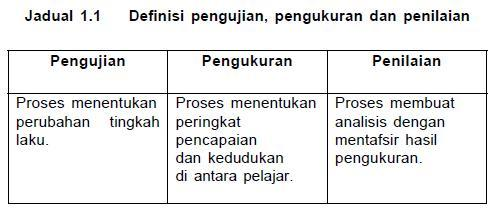 Jadual 1.1 Definisi pengujian, pengukuran dan penilaian
Pengujian Pengukuran Penilaian
Proses menentukan
perubahan tingkah
laku.
Proses menentukan
peringkat
pencapaian
dan kedudukan
di antara pelajar.
Proses membuat
analisis dengan
mentafsir hasil
pengukuran.